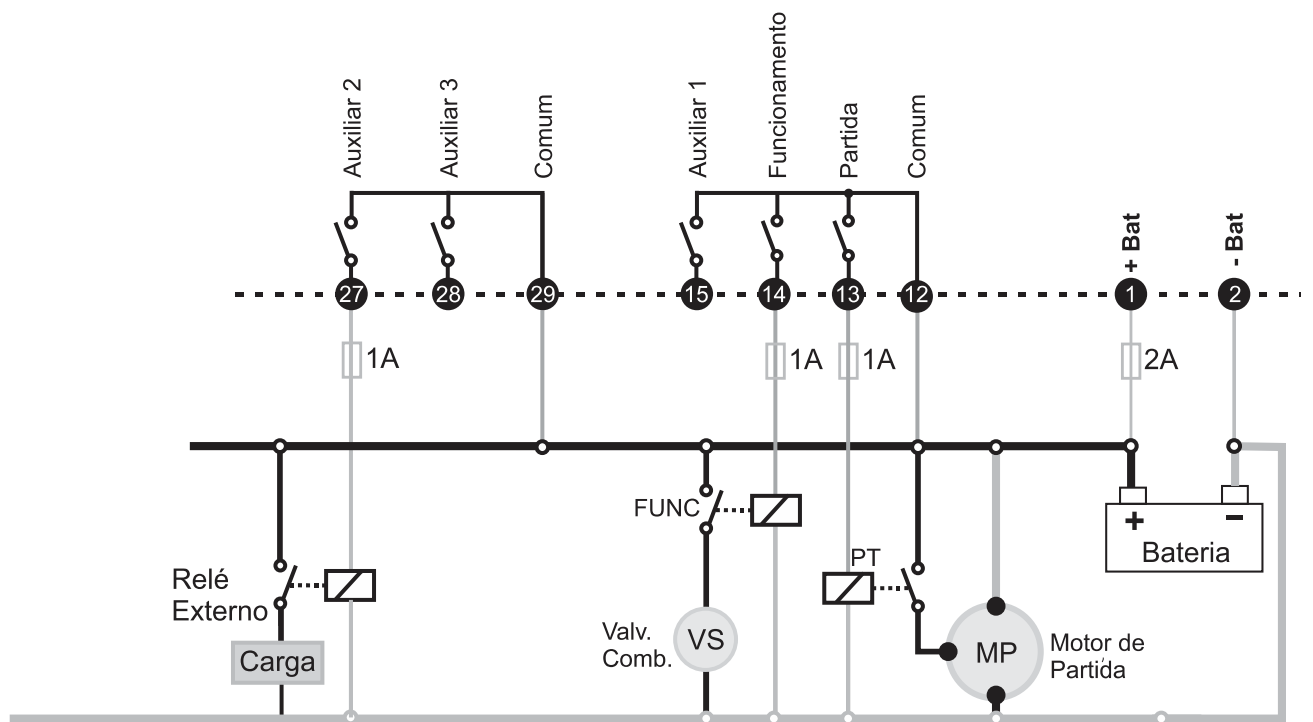 Auxiliar 2
Auxiliar 3
Comum
Auxiliar 1
Funcionamento
Partida
Comum
+ Bat
- Bat
27
28
29
15
14
13
12
1
2
1A
1A
1A
2A
FUNC
PT
+
−
Bateria
Relé
Externo
Carga
Valv.
Comb.
VS
MP
Motor de
Partida